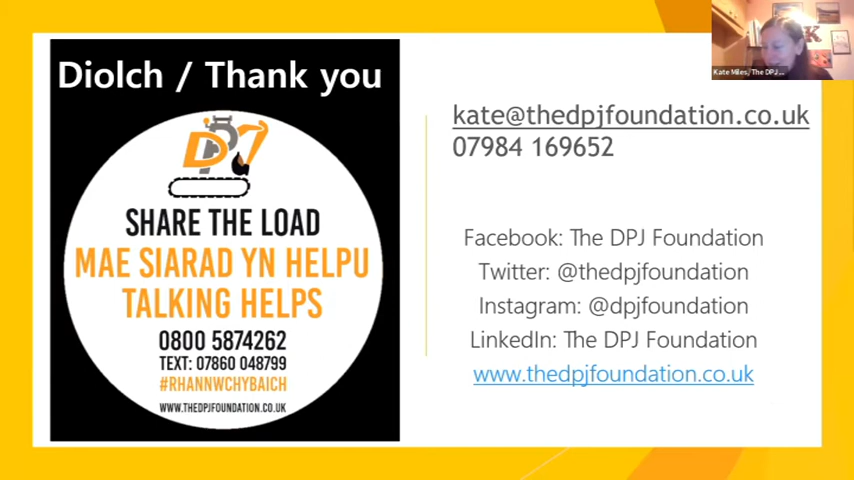 Diolch / Thank you
DPJ
SHARE THE LOAD
MAE SIARAD YN HELPU
TALKING HELPS
0800 5874262
TEXT: 07860 048799
#RHANNWCHYBAICH
WWW.THEDPJFOUNDATION.CO.UK
kate@thedpjfoundation.co.uk
07984 169652
Facebook: The DPJ Foundation
Twitter: @thedpjfoundation
Instagram: @dpjfoundation
LinkedIn: The DPJ Foundation
www.thedpjfoundation.co.uk
K
Kate Miles, The DPJ...